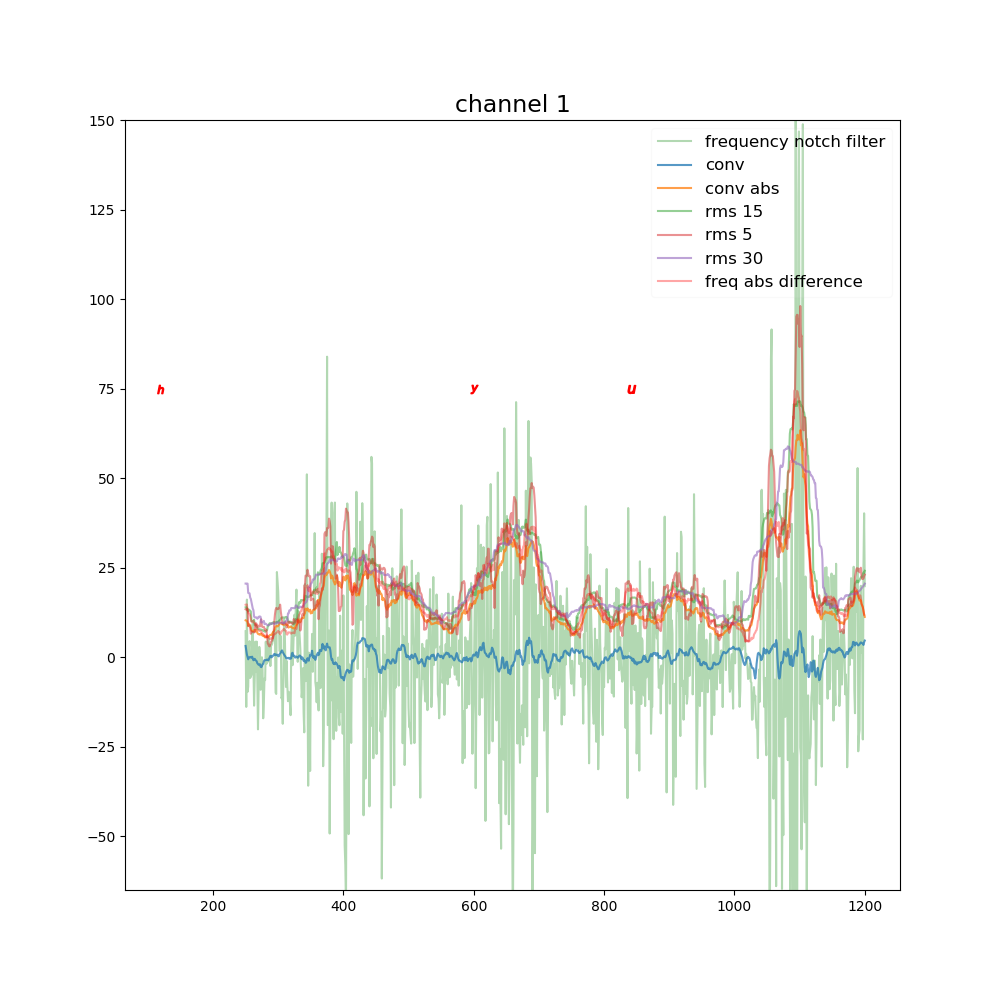 channel 1
150
frequency notch filter
conv
conv abs
rms 15
rms 5
rms 30
freq abs difference
125
100
75
h y u
50
25
0
−25
−50
200 400 600 800 1000 1200